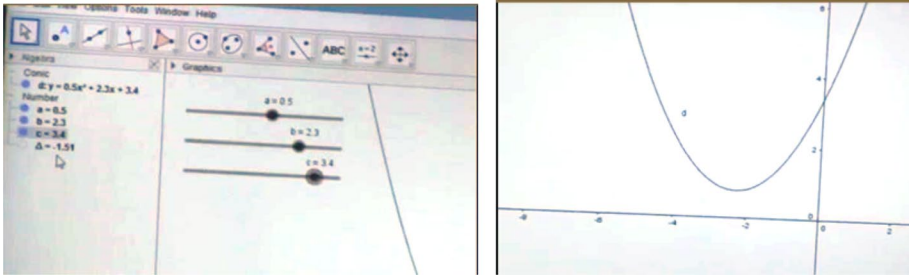 Options Tools Window Help
A
ABC
a=2
Algebra
Graphics
Conic
d: y = 0.5x² + 2.3x + 3.4
Number
a = 0.5
b = 2.3
c = 3.4
Δ = -1.51
a = 0.5
b = 2.3
c = 3.4
6
4
d
2
0
-8 -6 -4 -2 0 2